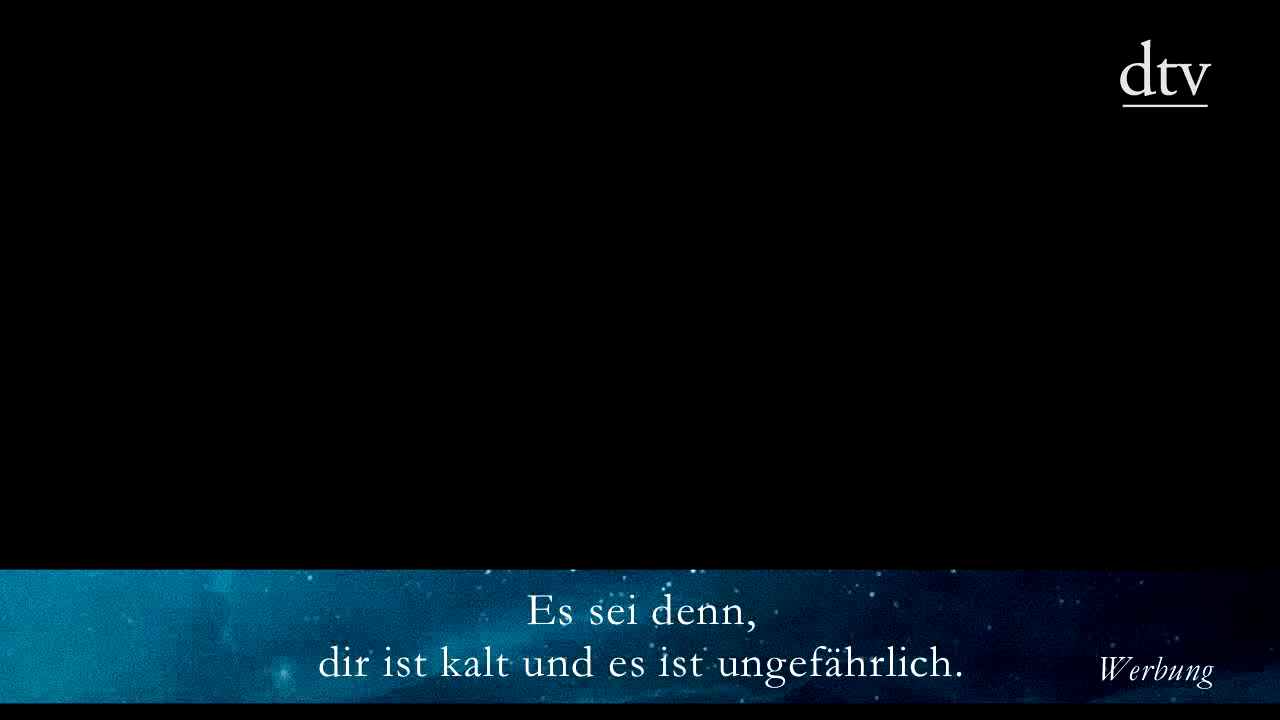 dtv
Es sei denn,
dir ist kalt und es ist ungefährlich.
Werbung